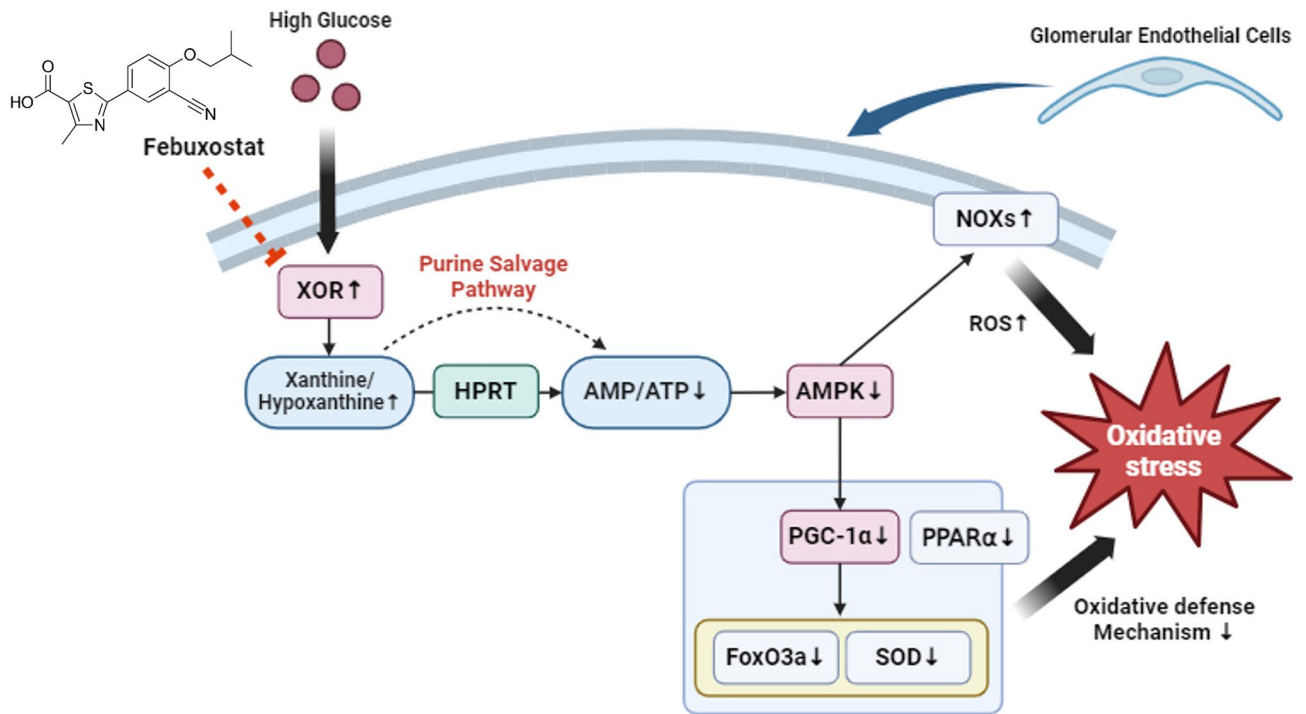 High Glucose
Glomerular Endothelial Cells
O
HO
S
N
O
N
Febuxostat
NOXs↑
XOR↑
Purine Salvage
Pathway
ROS↑
Xanthine/
Hypoxanthine↑
HPRT
AMP/ATP↓
AMPK↓
Oxidative
stress
PGC-1α↓
PPARα↓
Oxidative defense
Mechanism ↓
FoxO3a↓
SOD↓